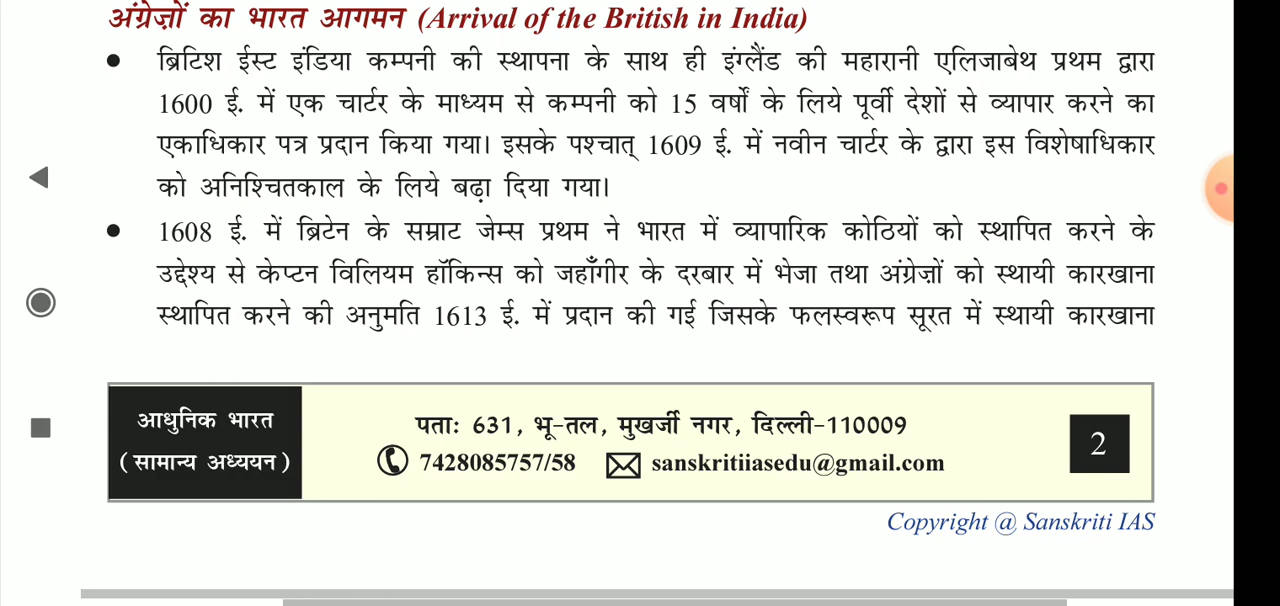 अंग्रेज़ों का भारत आगमन (Arrival of the British in India)
● ब्रिटिश ईस्ट इंडिया कम्पनी की स्थापना के साथ ही इंग्लैंड की महारानी एलिजाबेथ प्रथम द्वारा
1600 ई. में एक चार्टर के माध्यम से कम्पनी को 15 वर्षों के लिये पूर्वी देशों से व्यापार करने का
एकाधिकार पत्र प्रदान किया गया। इसके पश्चात् 1609 ई. में नवीन चार्टर के द्वारा इस विशेषाधिकार
को अनिश्चितकाल के लिये बढ़ा दिया गया।
● 1608 ई. में ब्रिटेन के सम्राट जेम्स प्रथम ने भारत में व्यापारिक कोठियों को स्थापित करने के
उद्देश्य से केप्टन विलियम हॉकिन्स को जहाँगीर के दरबार में भेजा तथा अंग्रेज़ों को स्थायी कारखाना
स्थापित करने की अनुमति 1613 ई. में प्रदान की गई जिसके फलस्वरूप सूरत में स्थायी कारखाना
आधुनिक भारत
(सामान्य अध्ययन)
पताः 631, भू-तल, मुखर्जी नगर, दिल्ली-110009
7428085757/58 sanskritiiasedu@gmail.com
2
Copyright @ Sanskriti IAS